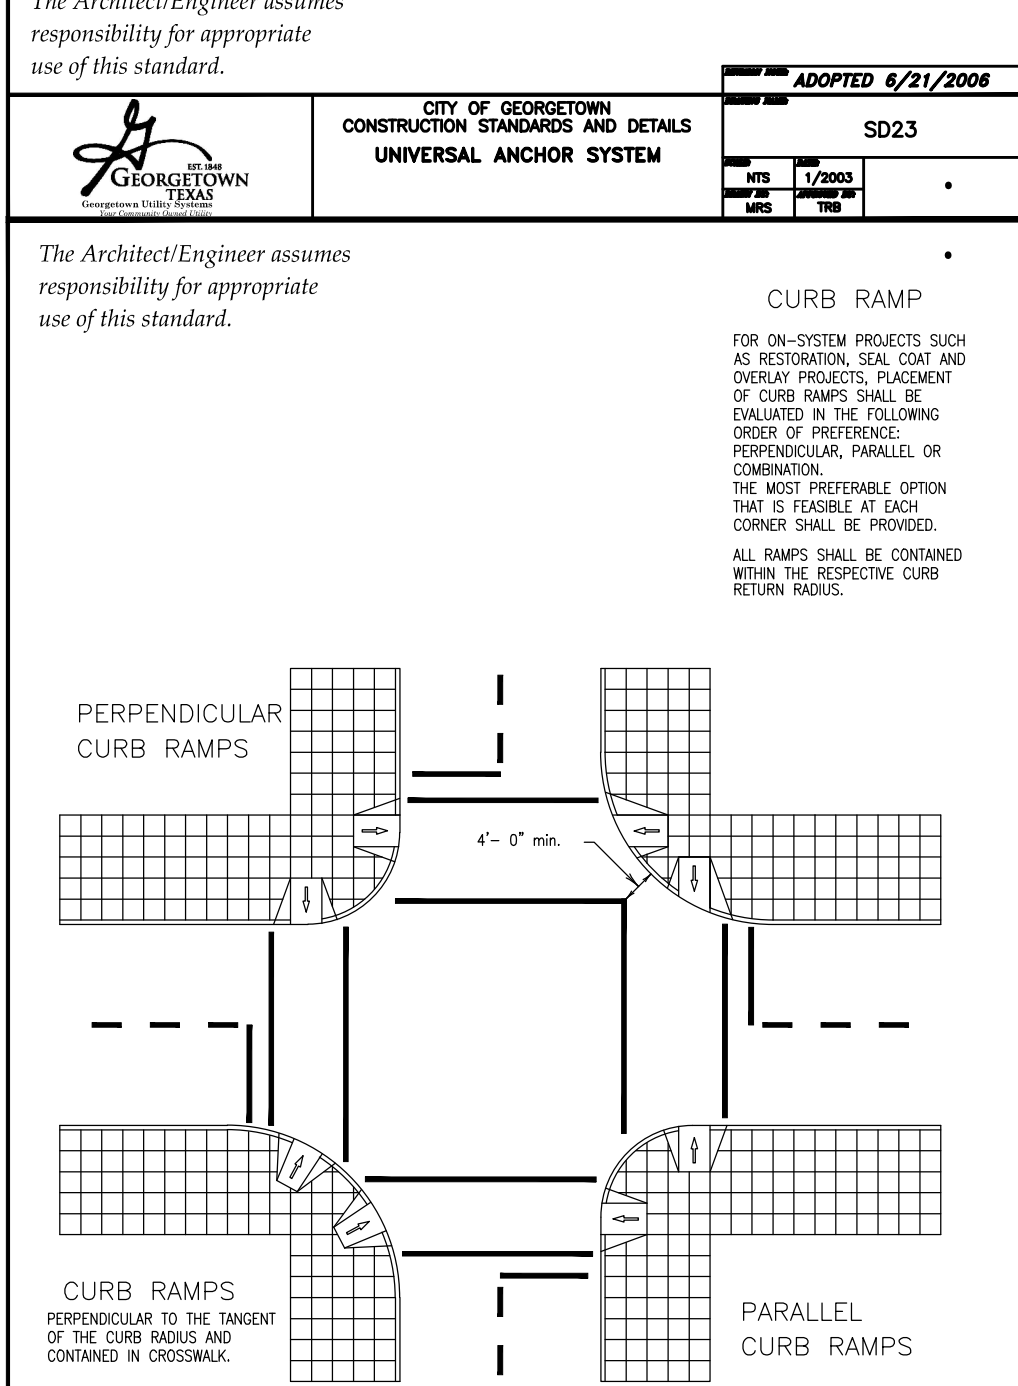 The Architect/Engineer assumes
responsibility for appropriate
use of this standard.
ADOPTED 6/21/2006
EST. 1848
GEORGETOWN
TEXAS
Georgetown Utility Systems
Your Community Owned Utility
CITY OF GEORGETOWN
CONSTRUCTION STANDARDS AND DETAILS
UNIVERSAL ANCHOR SYSTEM
SD23
NTS
1/2003
MRS
TRB
The Architect/Engineer assumes
responsibility for appropriate
use of this standard.
CURB RAMP
FOR ON-SYSTEM PROJECTS SUCH
AS RESTORATION, SEAL COAT AND
OVERLAY PROJECTS, PLACEMENT
OF CURB RAMPS SHALL BE
EVALUATED IN THE FOLLOWING
ORDER OF PREFERENCE:
PERPENDICULAR, PARALLEL OR
COMBINATION.
THE MOST PREFERABLE OPTION
THAT IS FEASIBLE AT EACH
CORNER SHALL BE PROVIDED.
ALL RAMPS SHALL BE CONTAINED
WITHIN THE RESPECTIVE CURB
RETURN RADIUS.
PERPENDICULAR
CURB RAMPS
4'- 0" min.
CURB RAMPS
PERPENDICULAR TO THE TANGENT
OF THE CURB RADIUS AND
CONTAINED IN CROSSWALK.
PARALLEL
CURB RAMPS